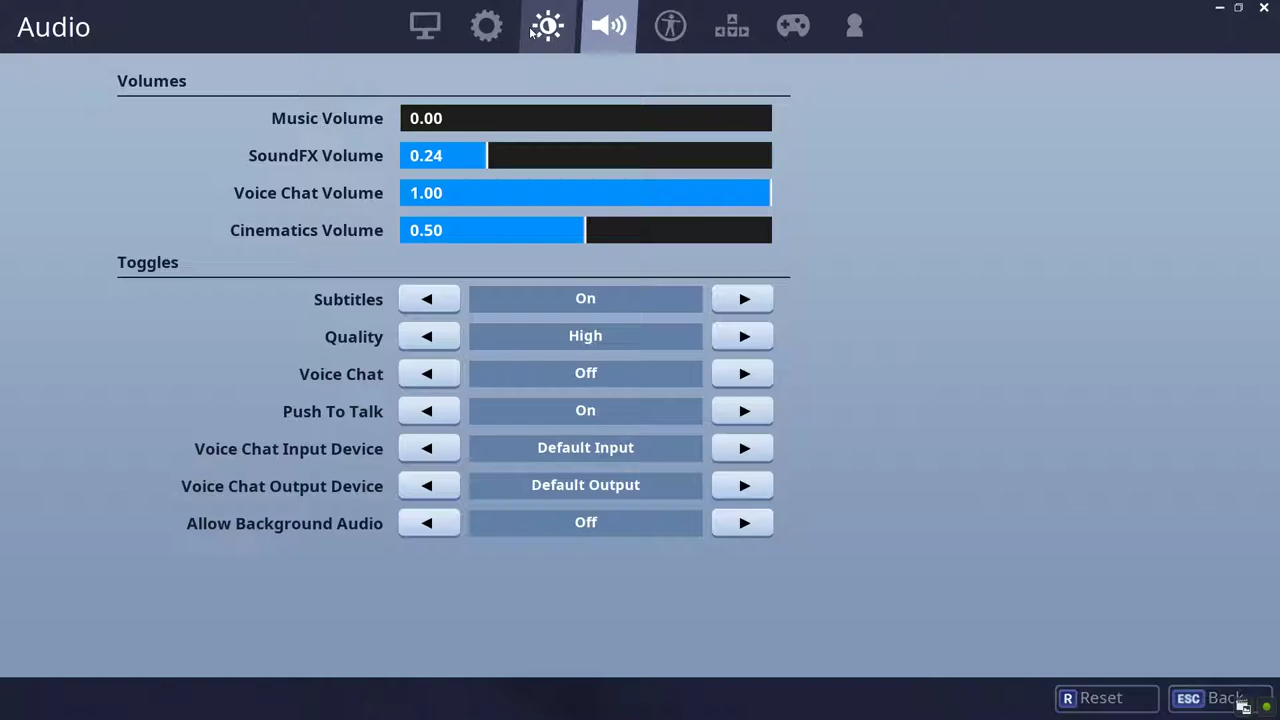 Audio
Volumes
Music Volume 0.00
SoundFX Volume 0.24
Voice Chat Volume 1.00
Cinematics Volume 0.50
Toggles
Subtitles ◄ On ►
Quality ◄ High ►
Voice Chat ◄ Off ►
Push To Talk ◄ On ►
Voice Chat Input Device ◄ Default Input ►
Voice Chat Output Device ◄ Default Output ►
Allow Background Audio ◄ Off ►
R Reset ESC Back